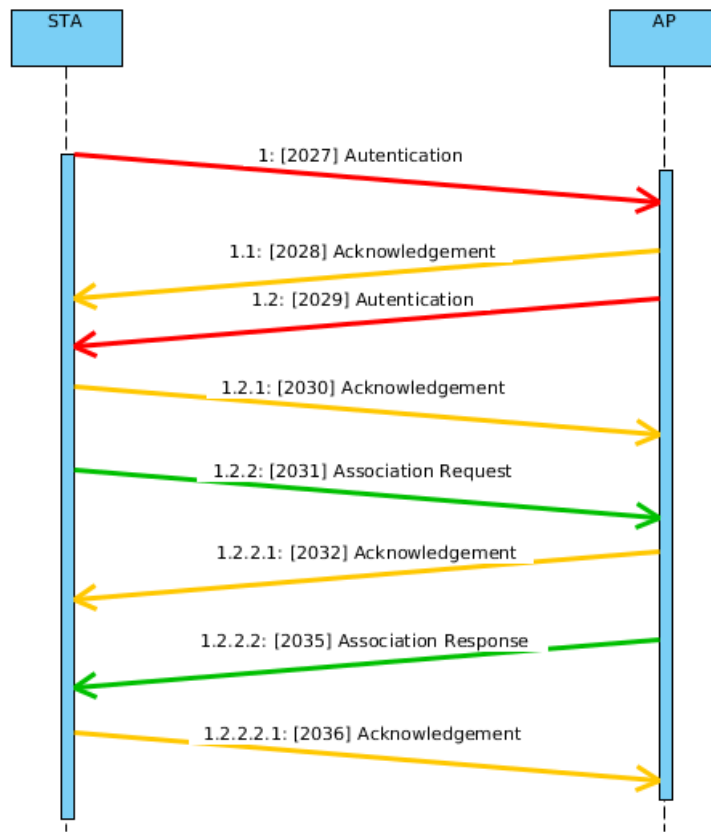 STA
AP
1: [2027] Autentication
1.1: [2028] Acknowledgement
1.2: [2029] Autentication
1.2.1: [2030] Acknowledgement
1.2.2: [2031] Association Request
1.2.2.1: [2032] Acknowledgement
1.2.2.2: [2035] Association Response
1.2.2.2.1: [2036] Acknowledgement